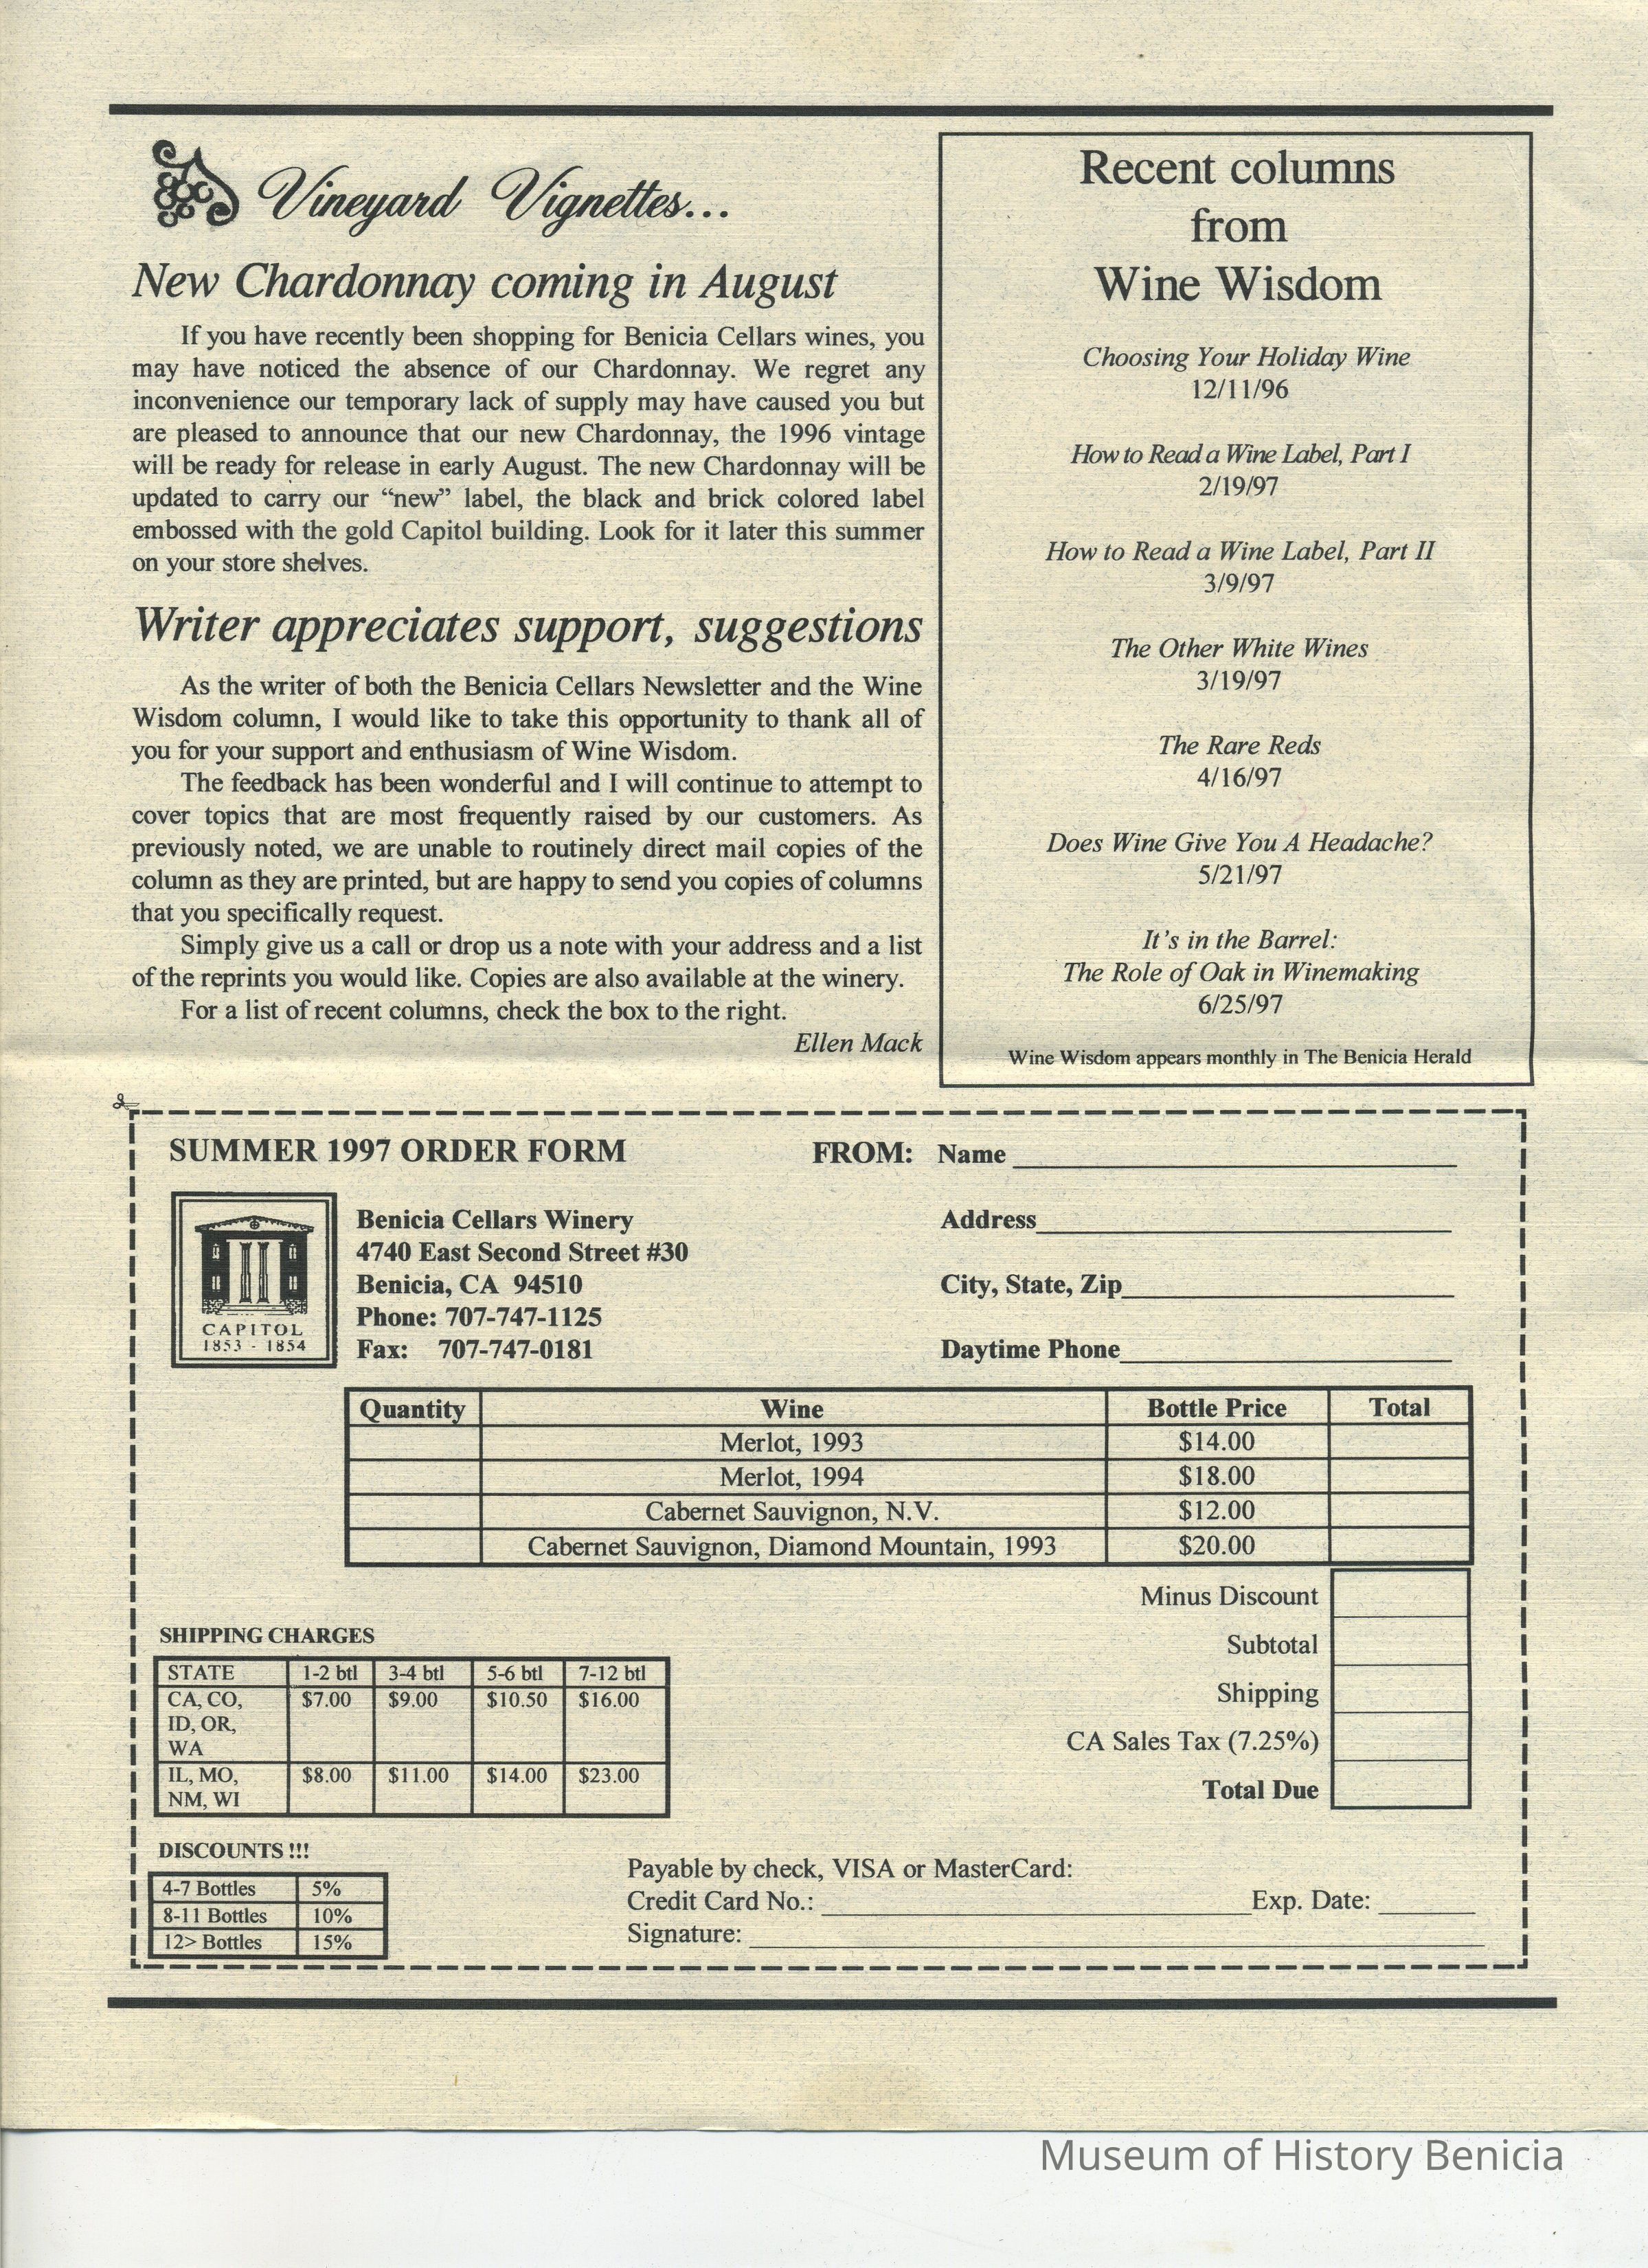 Vineyard Vignettes...
New Chardonnay coming in August
If you have recently been shopping for Benicia Cellars wines, you
may have noticed the absence of our Chardonnay. We regret any
inconvenience our temporary lack of supply may have caused you but
are pleased to announce that our new Chardonnay, the 1996 vintage
will be ready for release in early August. The new Chardonnay will be
updated to carry our “new” label, the black and brick colored label
embossed with the gold Capitol building. Look for it later this summer
on your store shelves.
Writer appreciates support, suggestions
As the writer of both the Benicia Cellars Newsletter and the Wine
Wisdom column, I would like to take this opportunity to thank all of
you for your support and enthusiasm of Wine Wisdom.
The feedback has been wonderful and I will continue to attempt to
cover topics that are most frequently raised by our customers. As
previously noted, we are unable to routinely direct mail copies of the
column as they are printed, but are happy to send you copies of columns
that you specifically request.
Simply give us a call or drop us a note with your address and a list
of the reprints you would like. Copies are also available at the winery.
For a list of recent columns, check the box to the right.
Ellen Mack
Recent columns
from
Wine Wisdom
Choosing Your Holiday Wine
12/11/96
How to Read a Wine Label, Part I
2/19/97
How to Read a Wine Label, Part II
3/9/97
The Other White Wines
3/19/97
The Rare Reds
4/16/97
Does Wine Give You A Headache?
5/21/97
It’s in the Barrel:
The Role of Oak in Winemaking
6/25/97
Wine Wisdom appears monthly in The Benicia Herald
SUMMER 1997 ORDER FORM
CAPITOL
1853 - 1854
Benicia Cellars Winery
4740 East Second Street #30
Benicia, CA 94510
Phone: 707-747-1125
Fax: 707-747-0181
FROM: Name
Address
City, State, Zip
Daytime Phone
Quantity Wine Bottle Price Total
Merlot, 1993 $14.00
Merlot, 1994 $18.00
Cabernet Sauvignon, N.V. $12.00
Cabernet Sauvignon, Diamond Mountain, 1993 $20.00
Minus Discount
Subtotal
Shipping
CA Sales Tax (7.25%)
Total Due
SHIPPING CHARGES
STATE 1-2 btl 3-4 btl 5-6 btl 7-12 btl
CA, CO, $7.00 $9.00 $10.50 $16.00
ID, OR,
WA
IL, MO, $8.00 $11.00 $14.00 $23.00
NM, WI
DISCOUNTS !!!
4-7 Bottles 5%
8-11 Bottles 10%
12> Bottles 15%
Payable by check, VISA or MasterCard:
Credit Card No.: Exp. Date:
Signature:
Museum of History Benicia